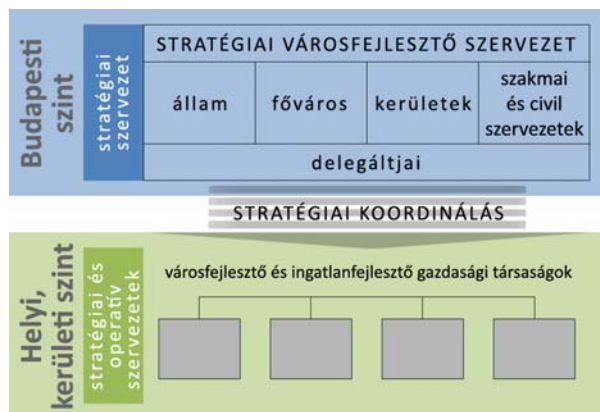 Budapesti
szint
stratégiai
szervezet
STRATÉGIAI VÁROSFEJLESZTŐ SZERVEZET
állam
főváros
kerületek
szakmai
és civil
szervezetek
delegáltjai
STRATÉGIAI KOORDINÁLÁS
Helyi,
kerületi szint
stratégiai és
operatív
szervezetek
városfejlesztő és ingatlanfejlesztő gazdasági társaságok